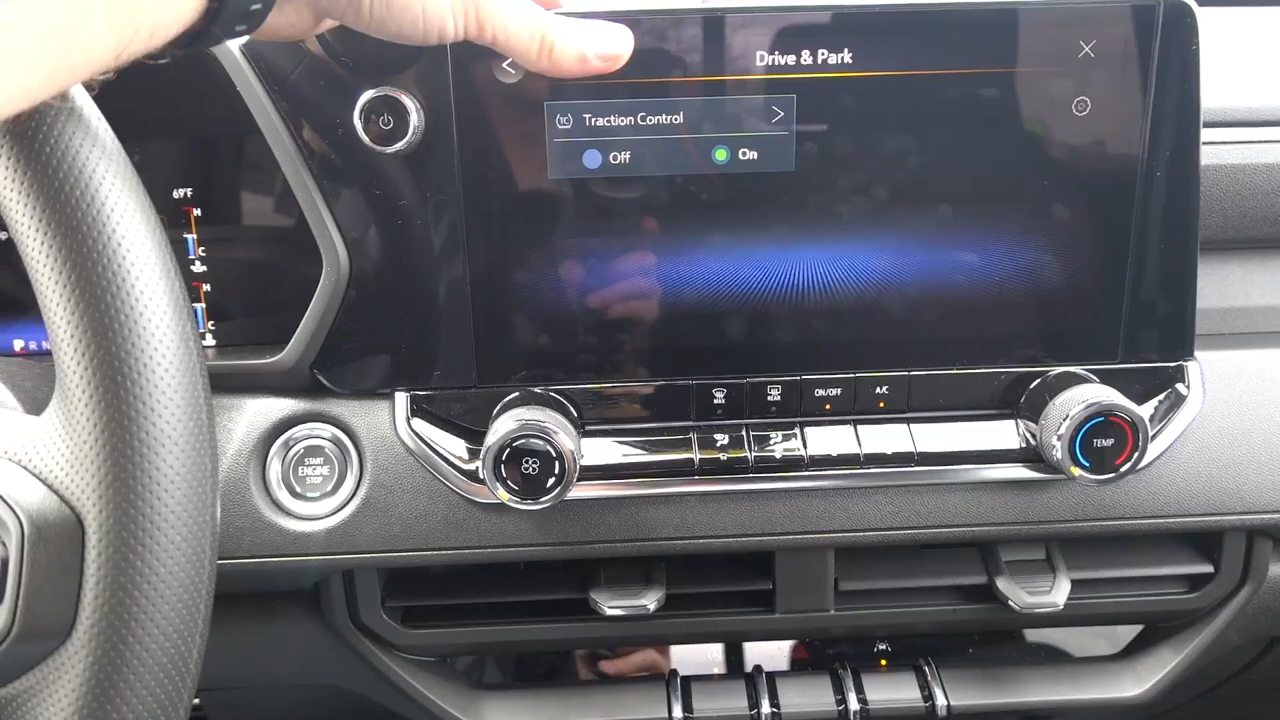 Drive & Park
TC
Traction Control
Off
On
69°F
H
C
H
C
P R N
MAX
REAR
ON/OFF
A/C
START
ENGINE
STOP
TEMP